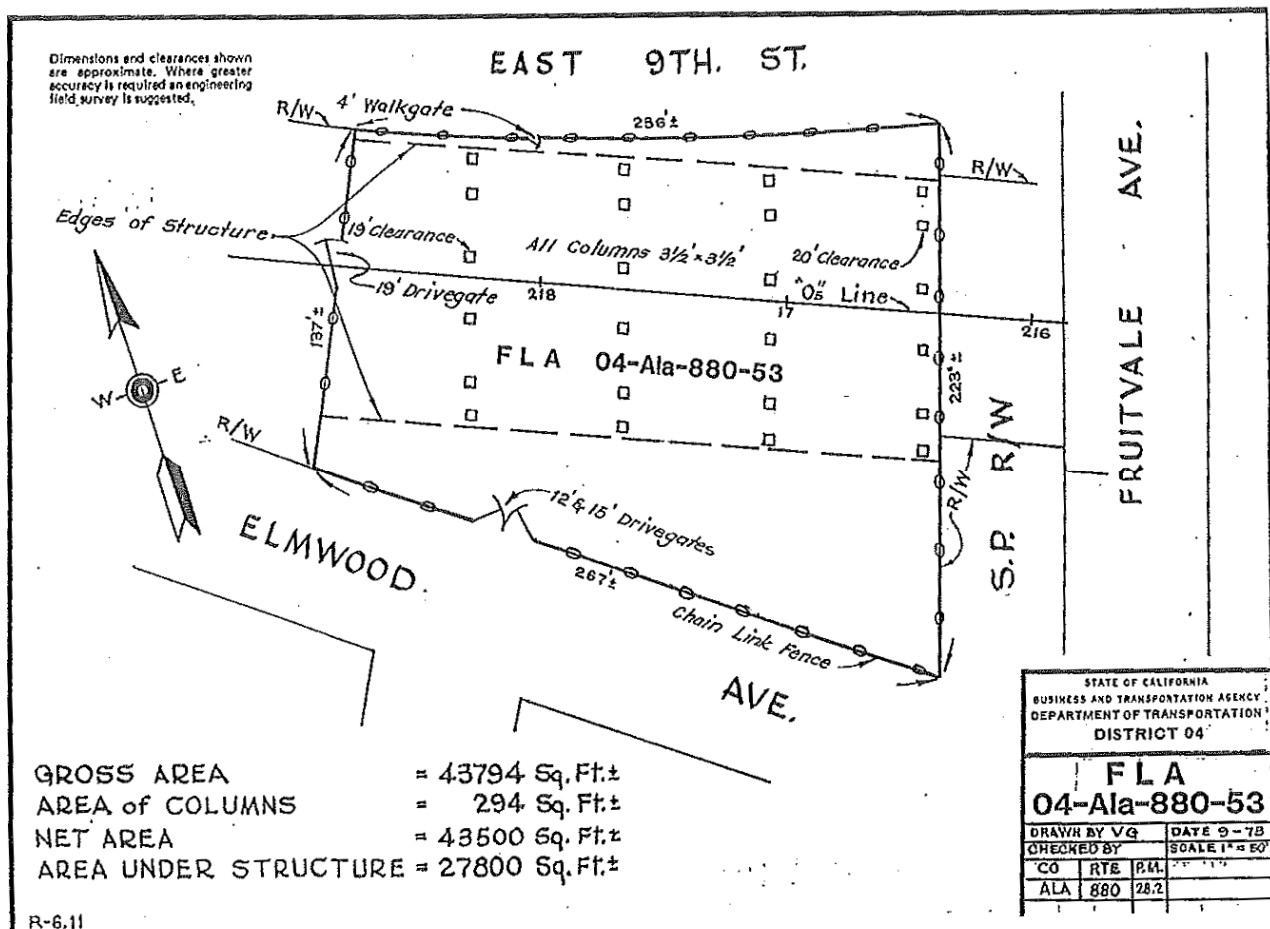 Dimensions and clearances shown
are approximate. Where greater
accuracy is required an engineering
field survey is suggested.
EAST 9TH. ST.
R/W
4' Walkgate
236'±
R/W
Edges of Structure
19' Clearance
All Columns 3½' × 3½'
20' Clearance
19' Drivegate
218
17
"O5" Line
216
137'±
FLA 04-Ala-880-53
223'±
W
E
R/W
R/W
S.P. R/W
FRUITVALE AVE.
12' & 15' Drivegates
ELMWOOD AVE.
267'±
Chain Link Fence
GROSS AREA = 43794 Sq. Ft.±
AREA of COLUMNS = 294 Sq. Ft.±
NET AREA = 43500 Sq. Ft.±
AREA UNDER STRUCTURE = 27800 Sq. Ft.±
R-6.11
STATE OF CALIFORNIA
BUSINESS AND TRANSPORTATION AGENCY
DEPARTMENT OF TRANSPORTATION
DISTRICT 04
FLA
04-Ala-880-53
DRAWN BY VG DATE 9-78
CHECKED BY SCALE 1"=50'
CO RTE P.M.
ALA 880 28.2